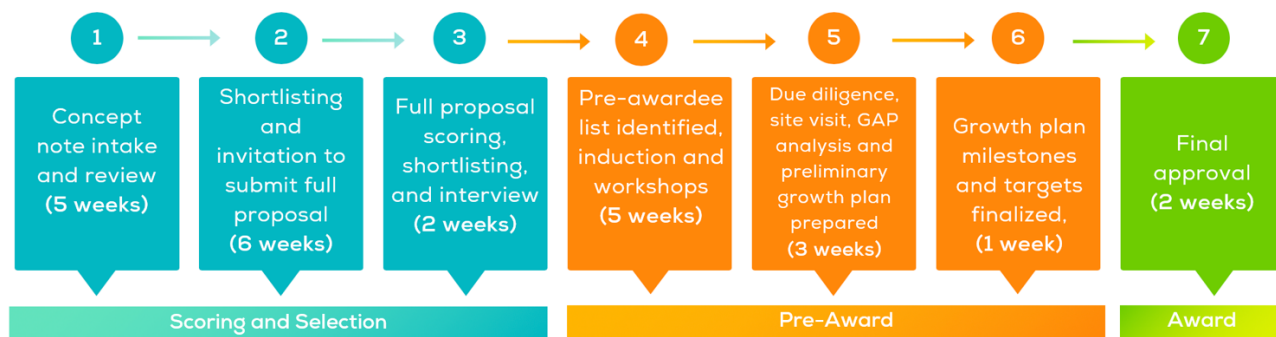 1
2
3
4
5
6
7
Concept
note intake
and review
(5 weeks)
Shortlisting
and
invitation to
submit full
proposal
(6 weeks)
Full proposal
scoring,
shortlisting,
and interview
(2 weeks)
Pre-awardee
list identified,
induction and
workshops
(5 weeks)
Due diligence,
site visit, GAP
analysis and
preliminary
growth plan
prepared
(3 weeks)
Growth plan
milestones
and targets
finalized,
(1 week)
Final
approval
(2 weeks)
Scoring and Selection
Pre-Award
Award